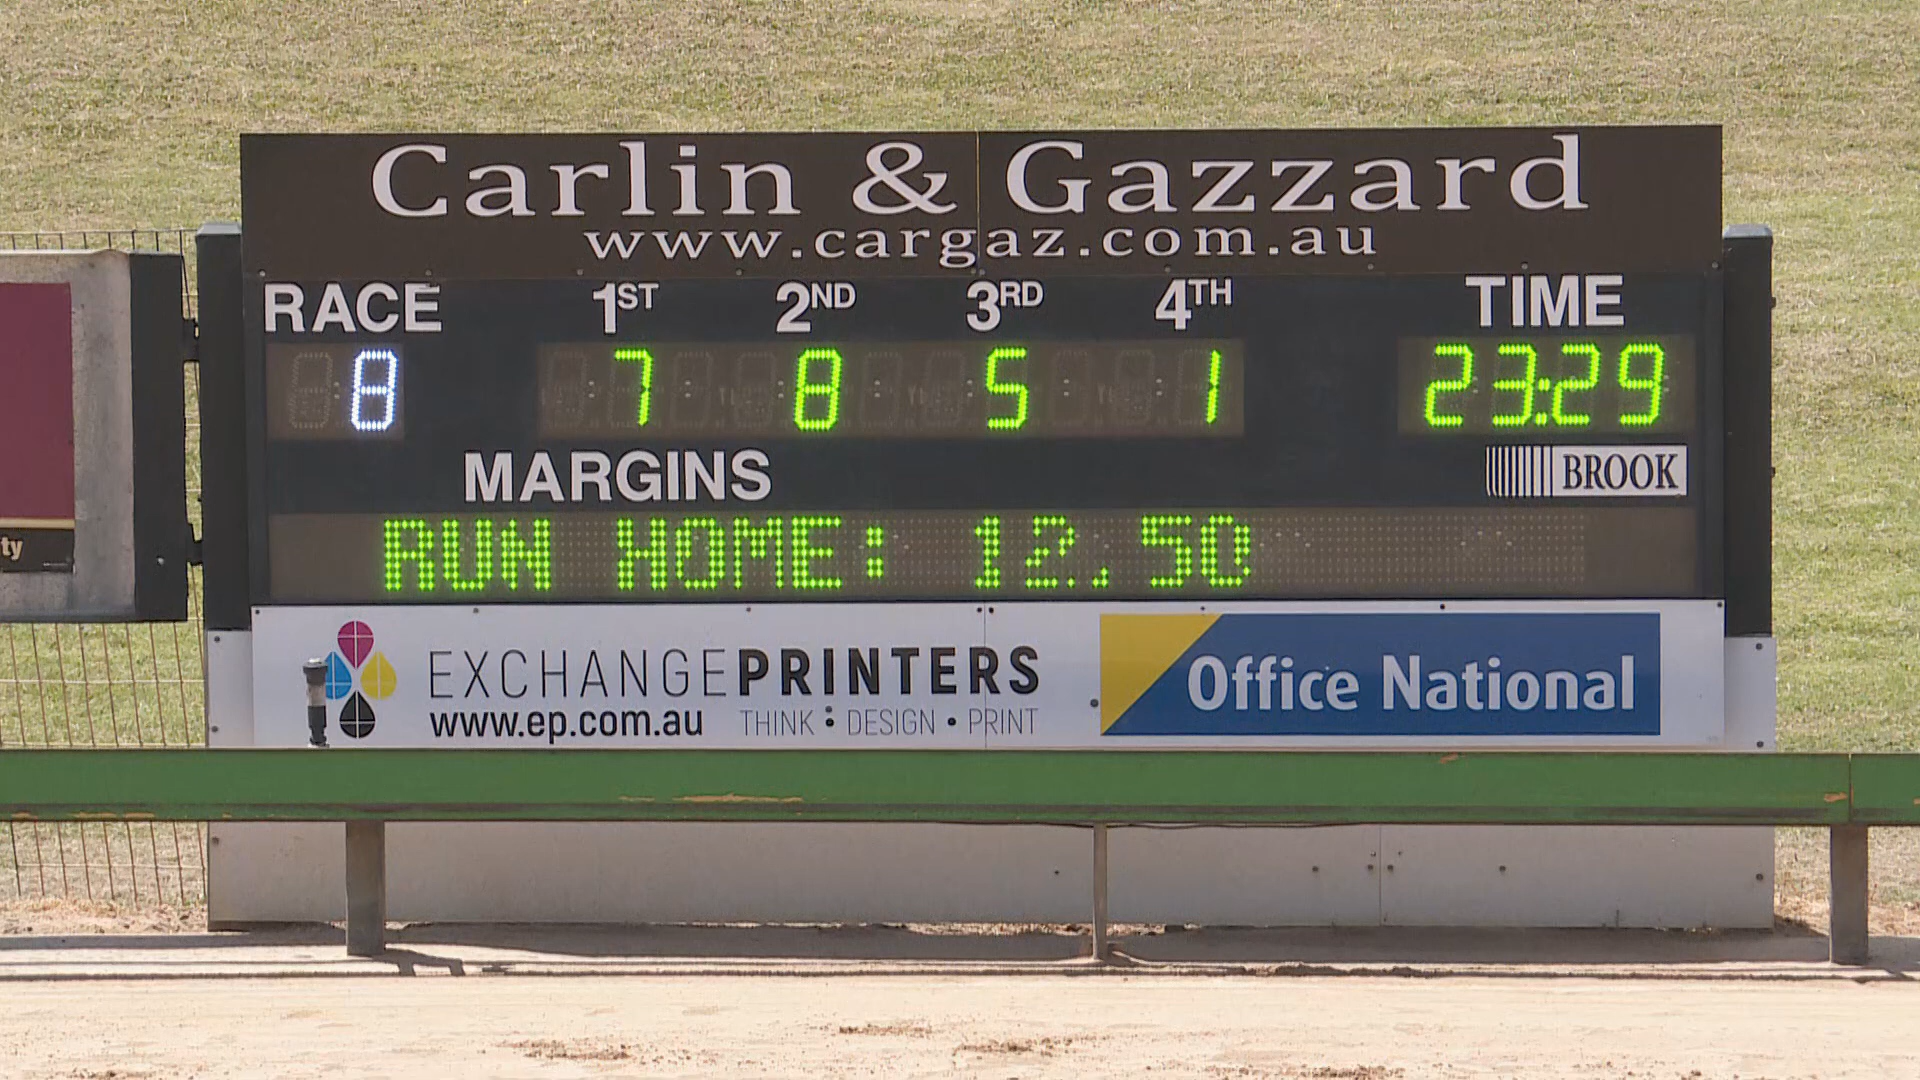 Carlin & Gazzard
www.cargaz.com.au
RACE 1ST 2ND 3RD 4TH TIME
8 7 8 5 1 23:29
MARGINS BROOK
RUN HOME: 12.50
ty
EXCHANGEPRINTERS
www.ep.com.au THINK • DESIGN • PRINT
Office National